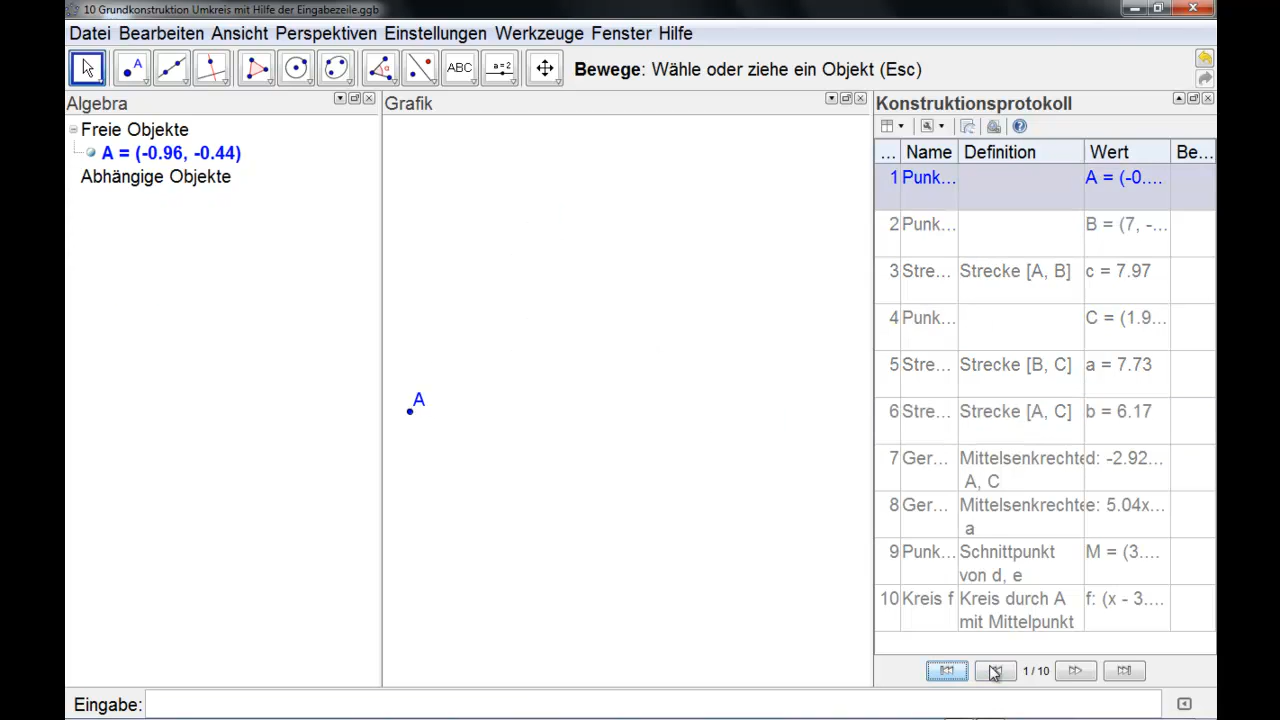 10 Grundkonstruktion Umkreis mit Hilfe der Eingabezeile.ggb
Datei Bearbeiten Ansicht Perspektiven Einstellungen Werkzeuge Fenster Hilfe
A
ABC
a=2
Bewege: Wähle oder ziehe ein Objekt (Esc)
Algebra
Freie Objekte
A = (-0.96, -0.44)
Abhängige Objekte
Grafik
A
Konstruktionsprotokoll
... Name Definition Wert Be...
1 Punk... A = (-0....
2 Punk... B = (7, -...
3 Stre... Strecke [A, B] c = 7.97
4 Punk... C = (1.9...
5 Stre... Strecke [B, C] a = 7.73
6 Stre... Strecke [A, C] b = 6.17
7 Ger... Mittelsenkrechte d: -2.92...
A, C
8 Ger... Mittelsenkrechte e: 5.04x...
a
9 Punk... Schnittpunkt M = (3....
von d, e
10 Kreis f Kreis durch A f: (x - 3....
mit Mittelpunkt
1 / 10
Eingabe: